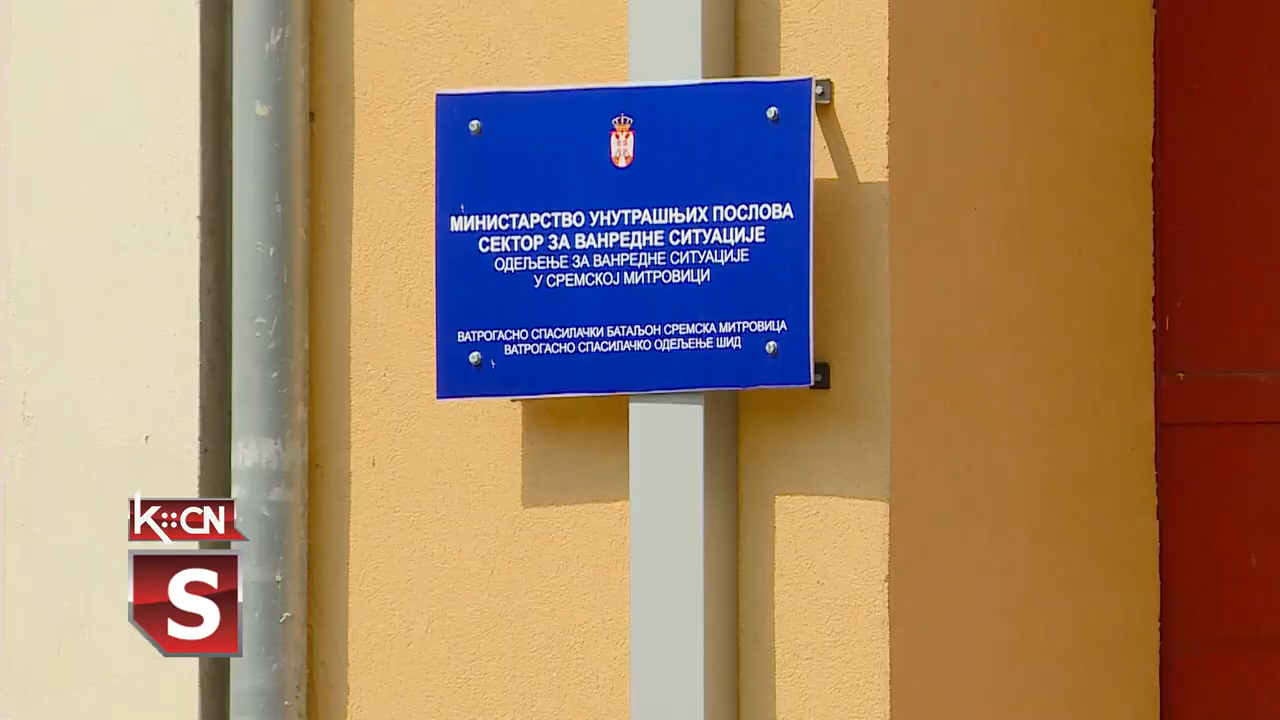 МИНИСТАРСТВО УНУТРАШЊИХ ПОСЛОВА
СЕКТОР ЗА ВАНРЕДНЕ СИТУАЦИЈЕ
ОДЕЉЕЊЕ ЗА ВАНРЕДНЕ СИТУАЦИЈЕ
У СРЕМСКОЈ МИТРОВИЦИ
ВАТРОГАСНО СПАСИЛАЧКИ БАТАЉОН СРЕМСКА МИТРОВИЦА
ВАТРОГАСНО СПАСИЛАЧКО ОДЕЉЕЊЕ ШИД
K::CN
S